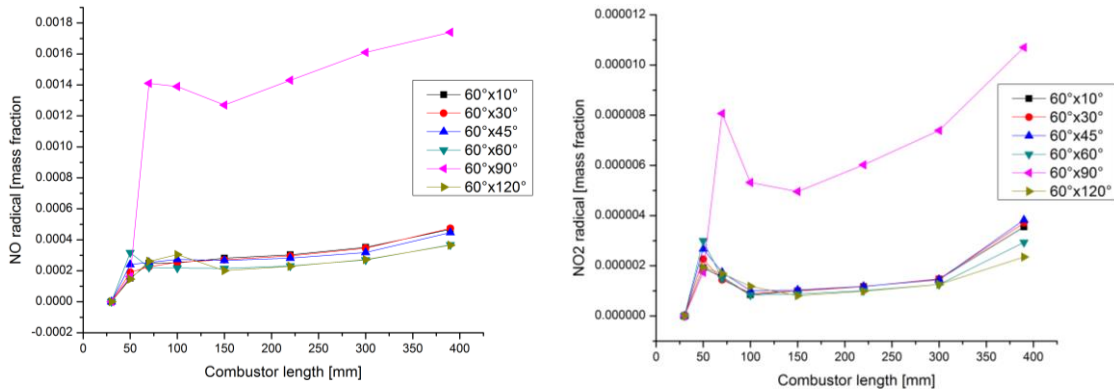 NO radical [mass fraction]
0.0018
0.0016
0.0014
0.0012
0.0010
0.0008
0.0006
0.0004
0.0002
0.0000
-0.0002
0
50
100
150
200
250
300
350
400
Combustor length [mm]
60°x10°
60°x30°
60°x45°
60°x60°
60°x90°
60°x120°
NO2 radical [mass fraction]
0.000012
0.000010
0.000008
0.000006
0.000004
0.000002
0.000000
0
50
100
150
200
250
300
350
400
Combustor length [mm]
60°x10°
60°x30°
60°x45°
60°x60°
60°x90°
60°x120°